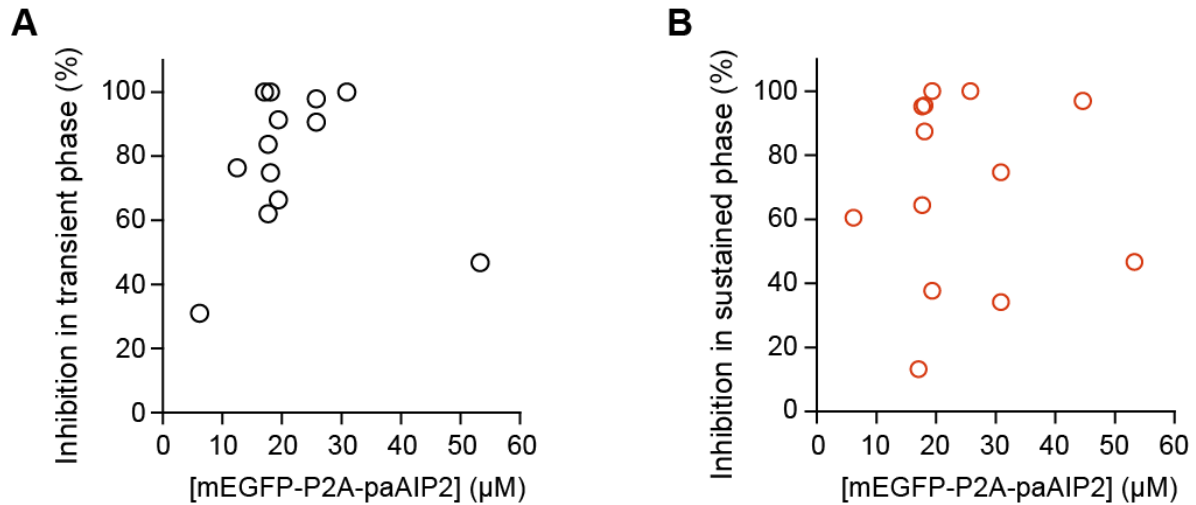 A
Inhibition in transient phase (%)
100
80
60
40
20
0
0 10 20 30 40 50 60
[mEGFP-P2A-paAIP2] (μM)
B
Inhibition in sustained phase (%)
100
80
60
40
20
0
0 10 20 30 40 50 60
[mEGFP-P2A-paAIP2] (μM)